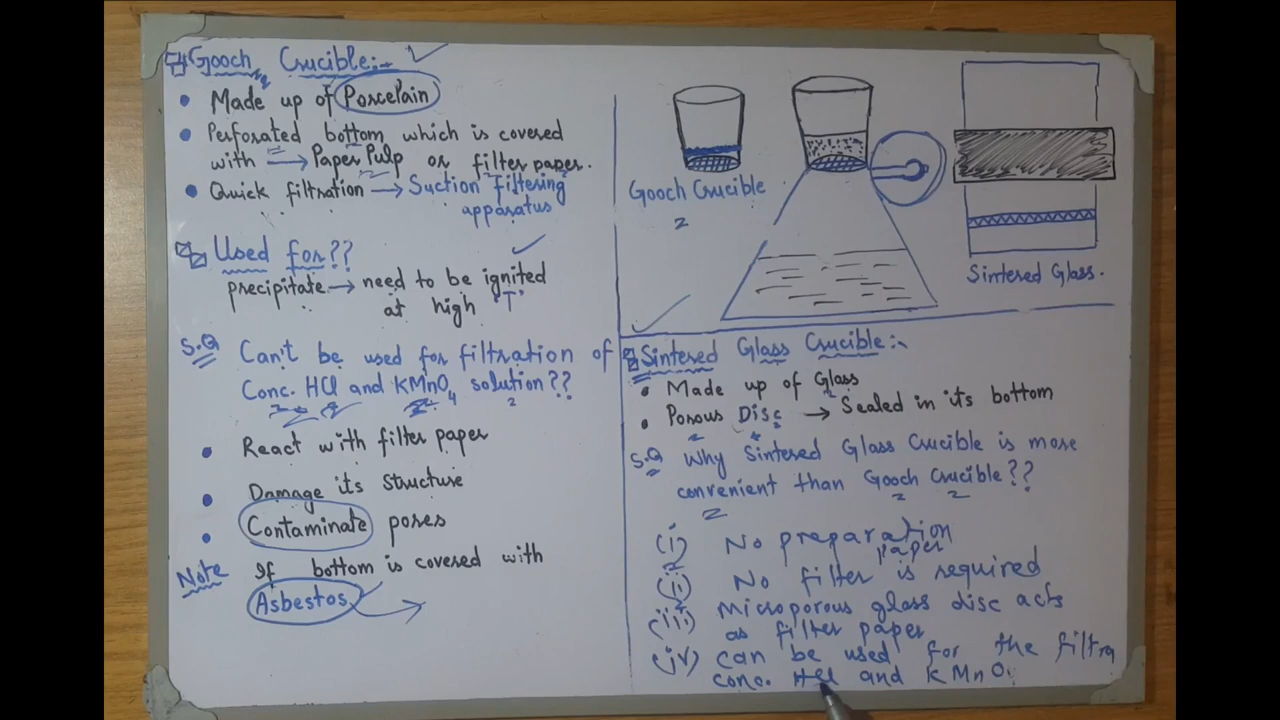 Gooch Crucible:-
Made up of Porcelain
Perforated bottom which is covered
with → Paper Pulp or filter paper.
Quick filtration → Suction Filtering
apparatus
Used for??
precipitate → need to be ignited
at high "T"
S.Q Can't be used for filtration of
Conc. HCl and KMnO4 solution??
React with filter paper
Damage its structure
Contaminate poses
Note If bottom is covered with
Asbestos
Gooch Crucible
Sintered Glass.
Sintered Glass Crucible:-
Made up of Glass
Porous Disc → Sealed in its bottom
S.Q Why Sintered Glass Crucible is more
convenient than Gooch Crucible??
(i) No preparation
paper
(ii) No filter is required
(iii) Microporous glass disc acts
as filter paper
(iv) can be used for the filtra
conc. HCl and KMnO